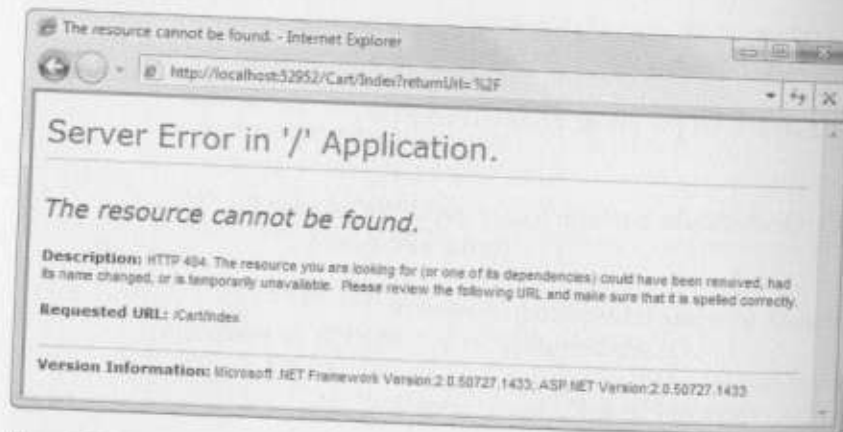 The resource cannot be found. - Internet Explorer
http://localhost:52952/Cart/Index?returnUrl=%2F
Server Error in '/' Application.
The resource cannot be found.
Description: HTTP 404. The resource you are looking for (or one of its dependencies) could have been removed, had
its name changed, or is temporarily unavailable. Please review the following URL and make sure that it is spelled correctly.
Requested URL: /Cart/Index
Version Information: Microsoft .NET Framework Version:2.0.50727.1433; ASP.NET Version:2.0.50727.1433